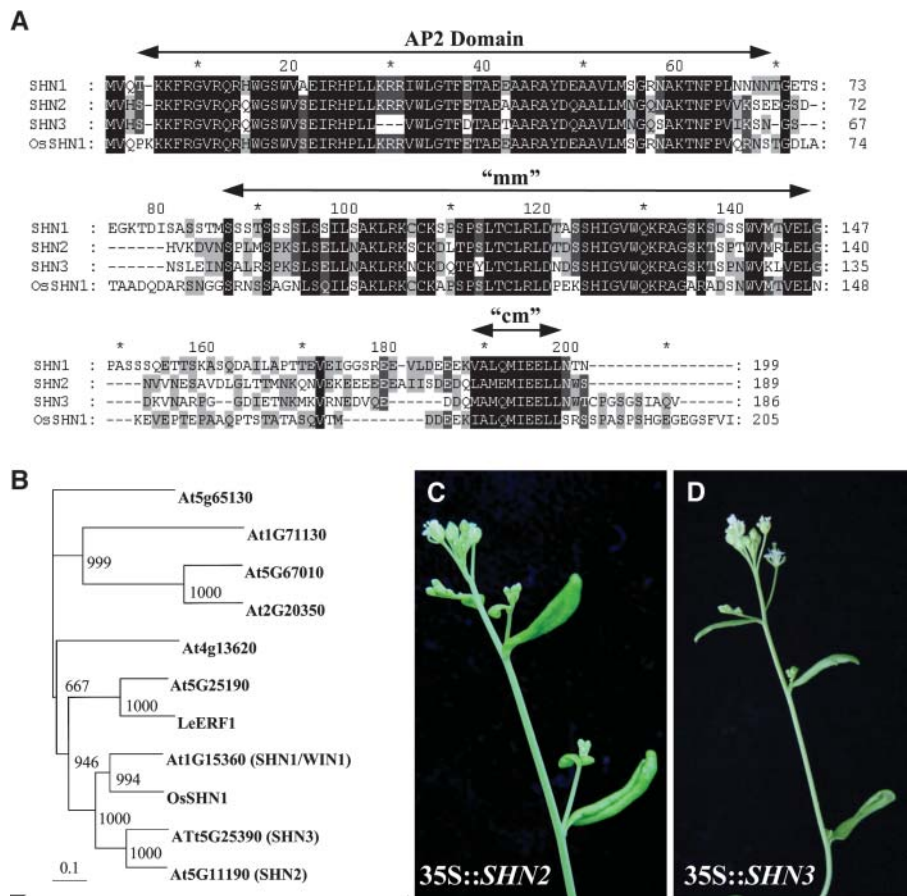 A
AP2 Domain
* 20 * 40 * 60 *
SHN1 : MVQT-KKFRGVRQRHWGSWVAEIRHPLLKRRIWLGTFETAEEAARAYDEAAVLMSGRNAKTNFPLNNNNTGETS : 73
SHN2 : MVHS-RKFRGVRQRQWGSWVSEIRHPLLKRRVWLGTFETAEAAARAYDQAAVLMNGQNAKTNFPVVKSEEGSD- : 72
SHN3 : MVHS-KKFRGVRQRQWGSWVSEIRHPLL---VWLGTFDTAETAARAYDQAAVLMNGQSAKTNFPVIKSN-GS-- : 67
OsSHN1 : MVQPKKKFRGVRQRHWGSWVSEIRHPLLKRRVWLGTFETAEEAARAYDEAAVLMSGRNAKTNFPVQRNSTGDLA : 74
“mm”
80 * 100 * 120 * 140
SHN1 : EGKTDISASSTMSSSTSSSSLSSILSAKLRKCCKSPSPSLTCLRLDTASSHIGVWQKRAGSKSDSSWVMTVELG : 147
SHN2 : ------HVKDVNSPLMSPKSLSELLNAKLRKSCKDLTPSLTCLRLDTDSSHIGVWQKRAGSKTSPTWVMRVELG : 140
SHN3 : ------NSLEINSALRSPKSLSELLNAKLRKNCKDQTPYLTCLRLDNDSSHIGVWQKRAGSKTSPNWVKLVELG : 135
OsSHN1 : TAADQDARSNGGSRNSSAGNLSQILSAKLRKCCKAPSPSLTCLRLDPEKSHIGVWQKRAGARADSNWVMTVELN : 148
“cm”
* 160 * 180 * 200 *
SHN1 : PASSSQETTSKASQDAILAPTTEVEIGGSREE-VLDEEEKVALQMIEELLNTN--------- : 199
SHN2 : ----NVVNESAVDLGLTTMNKQNVEKEEEEEEAIISDEDQLAMEMIEELLNWS--------- : 189
SHN3 : ----DKVNARPG--GDIETNKMKVRNEDVQE-----DDQMAMQMIEELLNWTCPGSGSIAQV : 186
OsSHN1 : ----KEVEPTEPAAQPTSTATASQVTM-----DDEEKIALQMIEELLSRSSPASPSHGEGEGSFVI : 205
B
At5g65130
At1G71130
999
At5G67010
1000
At2G20350
At4g13620
667
At5G25190
1000
LeERF1
946
At1G15360 (SHN1/WIN1)
994
OsSHN1
1000
ATt5G25390 (SHN3)
1000
At5G11190 (SHN2)
0.1
C
35S::SHN2
D
35S::SHN3